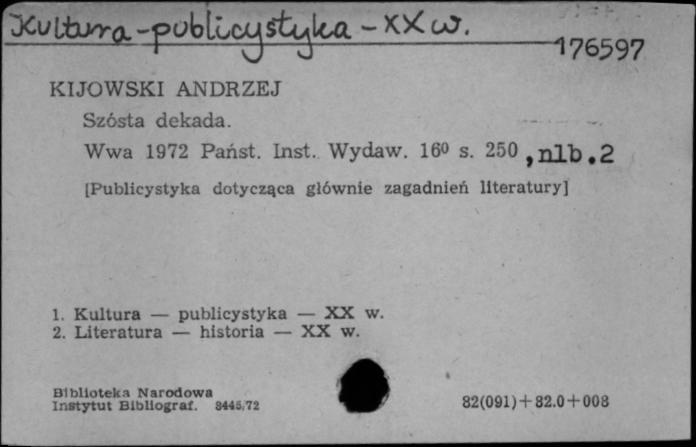 Kultura - publicystyka - XX w.
176597
KIJOWSKI ANDRZEJ
Szósta dekada.
Wwa 1972 Państ. Inst. Wydaw. 16⁰ s. 250, nlb.2
[Publicystyka dotycząca głównie zagadnień literatury]
1. Kultura — publicystyka — XX w.
2. Literatura — historia — XX w.
Biblioteka Narodowa
Instytut Bibliograf. 8445/72
82(091)+82.0+008